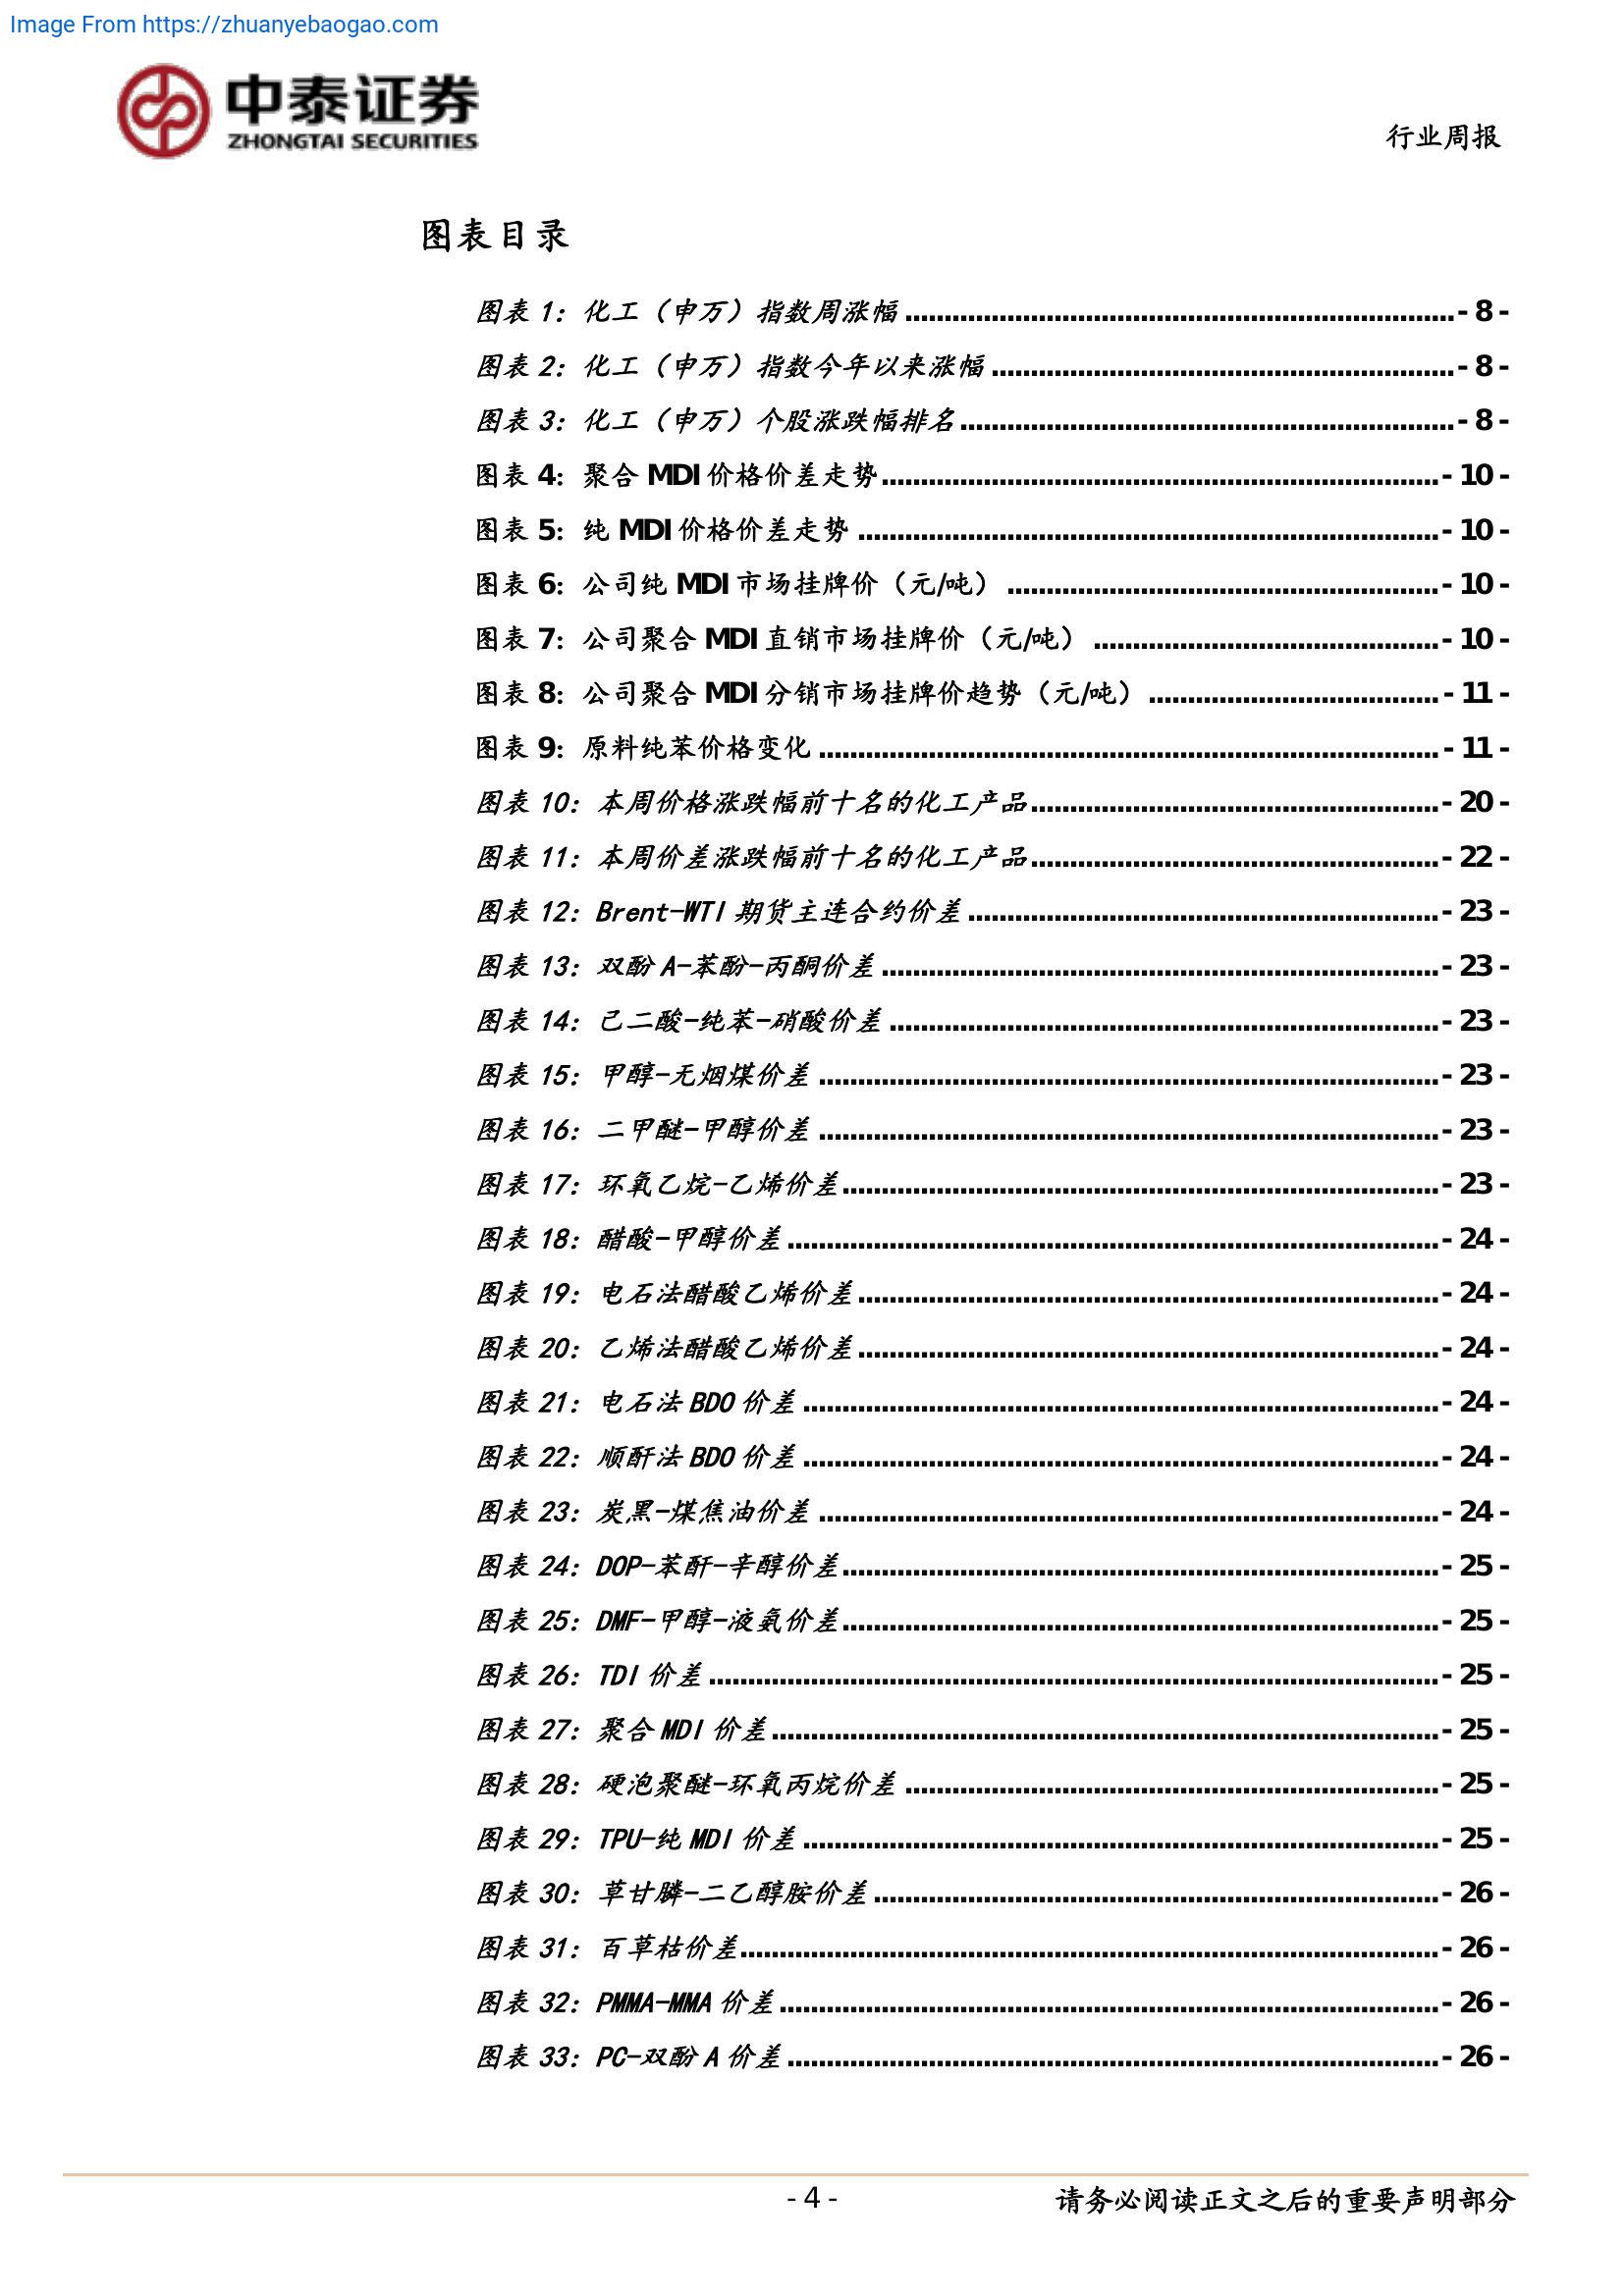 Image From https://zhuanyebaogao.com
中泰证券
ZHONGTAI SECURITIES
行业周报
图表目录
图表 1：化工（申万）指数周涨幅 ................ - 8 -
图表 2：化工（申万）指数今年以来涨幅 ................ - 8 -
图表 3：化工（申万）个股涨跌幅排名 ................ - 8 -
图表 4：聚合 MDI 价格价差走势 ................ - 10 -
图表 5：纯 MDI 价格价差走势 ................ - 10 -
图表 6：公司纯 MDI 市场挂牌价（元/吨） ................ - 10 -
图表 7：公司聚合 MDI 直销市场挂牌价（元/吨） ................ - 10 -
图表 8：公司聚合 MDI 分销市场挂牌价趋势（元/吨） ................ - 11 -
图表 9：原料纯苯价格变化 ................ - 11 -
图表 10：本周价格涨跌幅前十名的化工产品 ................ - 20 -
图表 11：本周价差涨跌幅前十名的化工产品 ................ - 22 -
图表 12：Brent-WTI 期货主连合约价差 ................ - 23 -
图表 13：双酚 A-苯酚-丙酮价差 ................ - 23 -
图表 14：己二酸-纯苯-硝酸价差 ................ - 23 -
图表 15：甲醇-无烟煤价差 ................ - 23 -
图表 16：二甲醚-甲醇价差 ................ - 23 -
图表 17：环氧乙烷-乙烯价差 ................ - 23 -
图表 18：醋酸-甲醇价差 ................ - 24 -
图表 19：电石法醋酸乙烯价差 ................ - 24 -
图表 20：乙烯法醋酸乙烯价差 ................ - 24 -
图表 21：电石法 BDO 价差 ................ - 24 -
图表 22：顺酐法 BDO 价差 ................ - 24 -
图表 23：炭黑-煤焦油价差 ................ - 24 -
图表 24：DOP-苯酐-辛醇价差 ................ - 25 -
图表 25：DMF-甲醇-液氨价差 ................ - 25 -
图表 26：TDI 价差 ................ - 25 -
图表 27：聚合 MDI 价差 ................ - 25 -
图表 28：硬泡聚醚-环氧丙烷价差 ................ - 25 -
图表 29：TPU-纯 MDI 价差 ................ - 25 -
图表 30：草甘膦-二乙醇胺价差 ................ - 26 -
图表 31：百草枯价差 ................ - 26 -
图表 32：PMMA-MMA 价差 ................ - 26 -
图表 33：PC-双酚 A 价差 ................ - 26 -
- 4 -
请务必阅读正文之后的重要声明部分